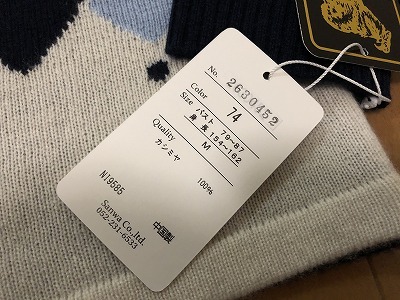 No. 2630452
Color 74
Size バスト 79~87
身長 154~162
M
Quality カシミヤ 100%
N19585
中国製
Sanwa Co.,ltd.
052-231-6533